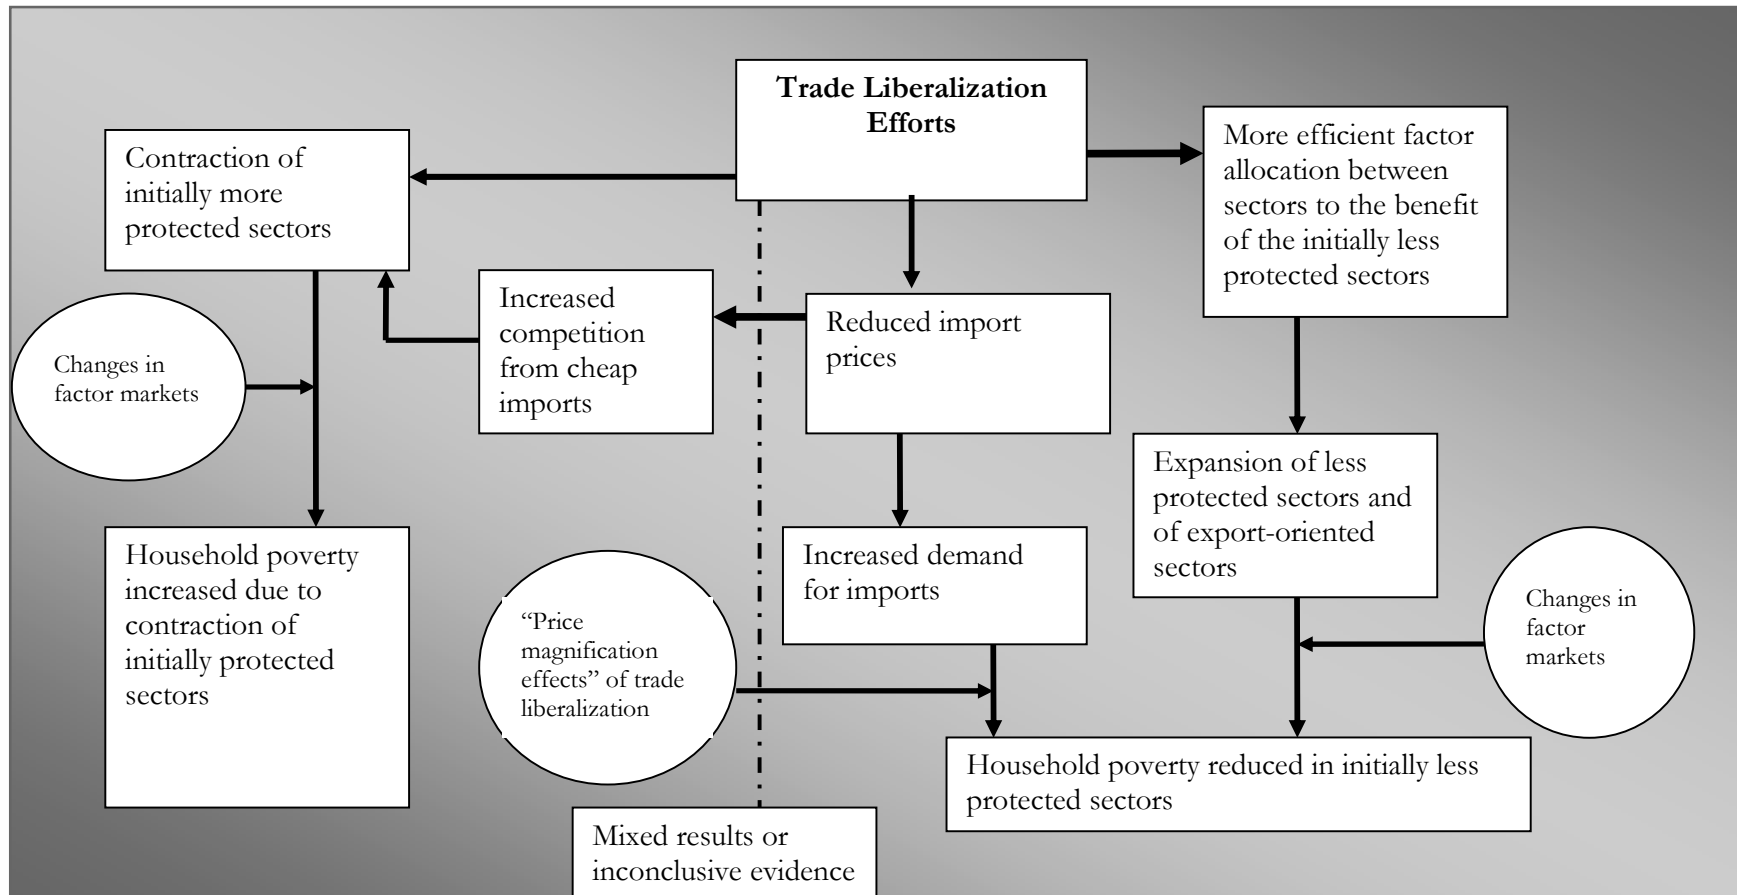 Trade Liberalization
Efforts
Contraction of
initially more
protected sectors
More efficient factor
allocation between
sectors to the benefit
of the initially less
protected sectors
Increased
competition
from cheap
imports
Reduced import
prices
Changes in
factor markets
Expansion of less
protected sectors and
of export-oriented
sectors
Household poverty
increased due to
contraction of
initially protected
sectors
Increased demand
for imports
“Price
magnification
effects” of trade
liberalization
Changes in
factor
markets
Household poverty reduced in initially less
protected sectors
Mixed results or
inconclusive evidence